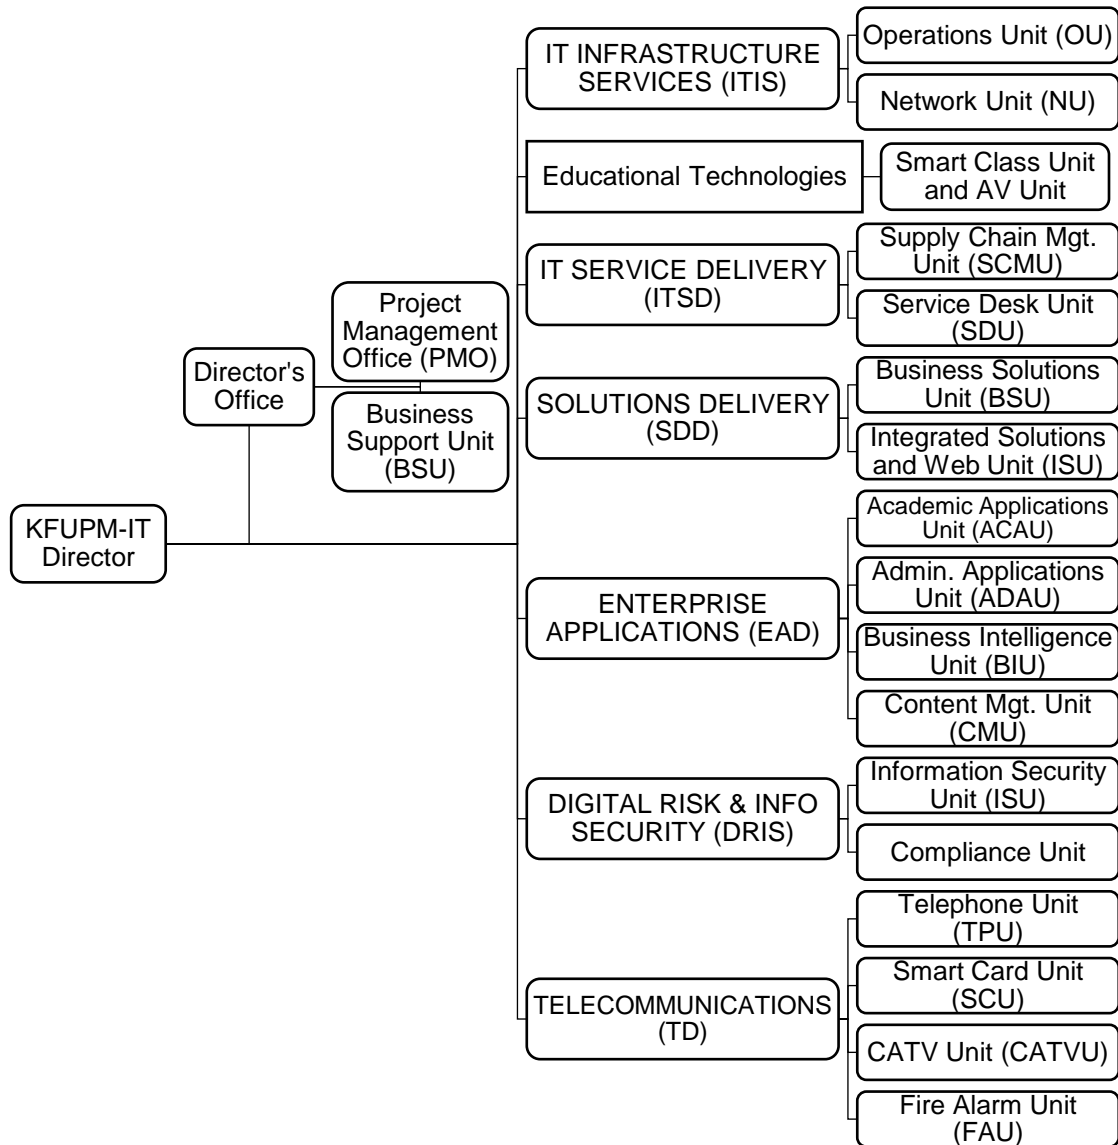 KFUPM-IT
Director
Director's
Office
Project
Management
Office (PMO)
Business
Support Unit
(BSU)
IT INFRASTRUCTURE
SERVICES (ITIS)
Operations Unit (OU)
Network Unit (NU)
Educational Technologies
Smart Class Unit
and AV Unit
IT SERVICE DELIVERY
(ITSD)
Supply Chain Mgt.
Unit (SCMU)
Service Desk Unit
(SDU)
SOLUTIONS DELIVERY
(SDD)
Business Solutions
Unit (BSU)
Integrated Solutions
and Web Unit (ISU)
ENTERPRISE
APPLICATIONS (EAD)
Academic Applications
Unit (ACAU)
Admin. Applications
Unit (ADAU)
Business Intelligence
Unit (BIU)
Content Mgt. Unit
(CMU)
DIGITAL RISK & INFO
SECURITY (DRIS)
Information Security
Unit (ISU)
Compliance Unit
TELECOMMUNICATIONS
(TD)
Telephone Unit
(TPU)
Smart Card Unit
(SCU)
CATV Unit (CATVU)
Fire Alarm Unit
(FAU)